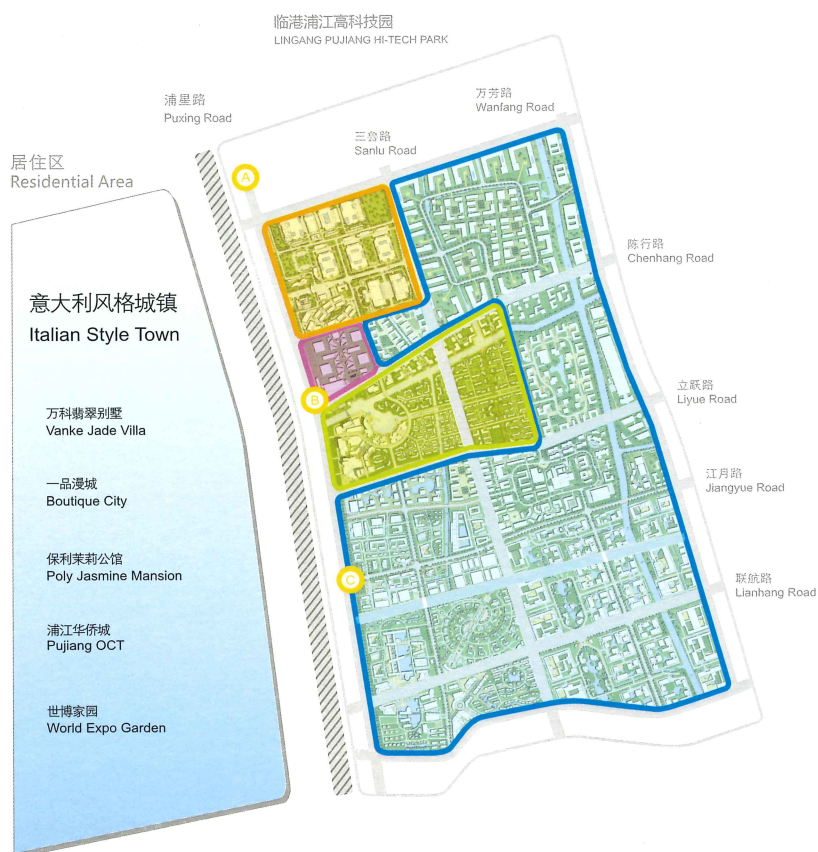 临港浦江高科技园
LINGANG PUJIANG HI-TECH PARK
万芳路
Wanfang Road
浦星路
Puxing Road
三鲁路
Sanlu Road
居住区
Residential Area
A
陈行路
Chenhang Road
意大利风格城镇
Italian Style Town
立跃路
Liyue Road
B
万科翡翠别墅
Vanke Jade Villa
江月路
Jiangyue Road
一品漫城
Boutique City
保利茉莉公馆
Poly Jasmine Mansion
C
联航路
Lianhang Road
浦江华侨城
Pujiang OCT
世博家园
World Expo Garden